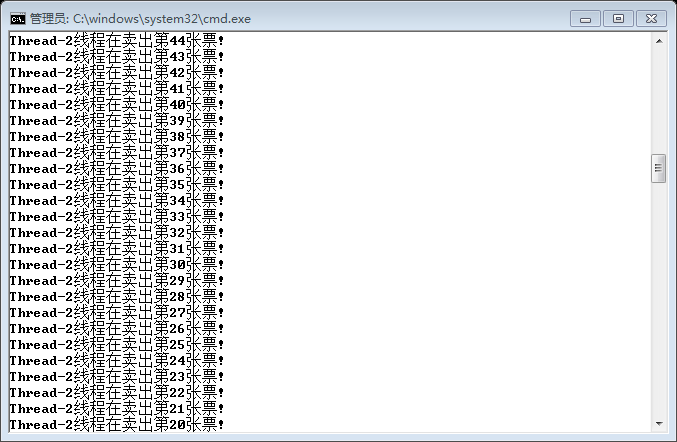 管理员: C:\windows\system32\cmd.exe
Thread-2线程在卖出第44张票!
Thread-2线程在卖出第43张票!
Thread-2线程在卖出第42张票!
Thread-2线程在卖出第41张票!
Thread-2线程在卖出第40张票!
Thread-2线程在卖出第39张票!
Thread-2线程在卖出第38张票!
Thread-2线程在卖出第37张票!
Thread-2线程在卖出第36张票!
Thread-2线程在卖出第35张票!
Thread-2线程在卖出第34张票!
Thread-2线程在卖出第33张票!
Thread-2线程在卖出第32张票!
Thread-2线程在卖出第31张票!
Thread-2线程在卖出第30张票!
Thread-2线程在卖出第29张票!
Thread-2线程在卖出第28张票!
Thread-2线程在卖出第27张票!
Thread-2线程在卖出第26张票!
Thread-2线程在卖出第25张票!
Thread-2线程在卖出第24张票!
Thread-2线程在卖出第23张票!
Thread-2线程在卖出第22张票!
Thread-2线程在卖出第21张票!
Thread-2线程在卖出第20张票!